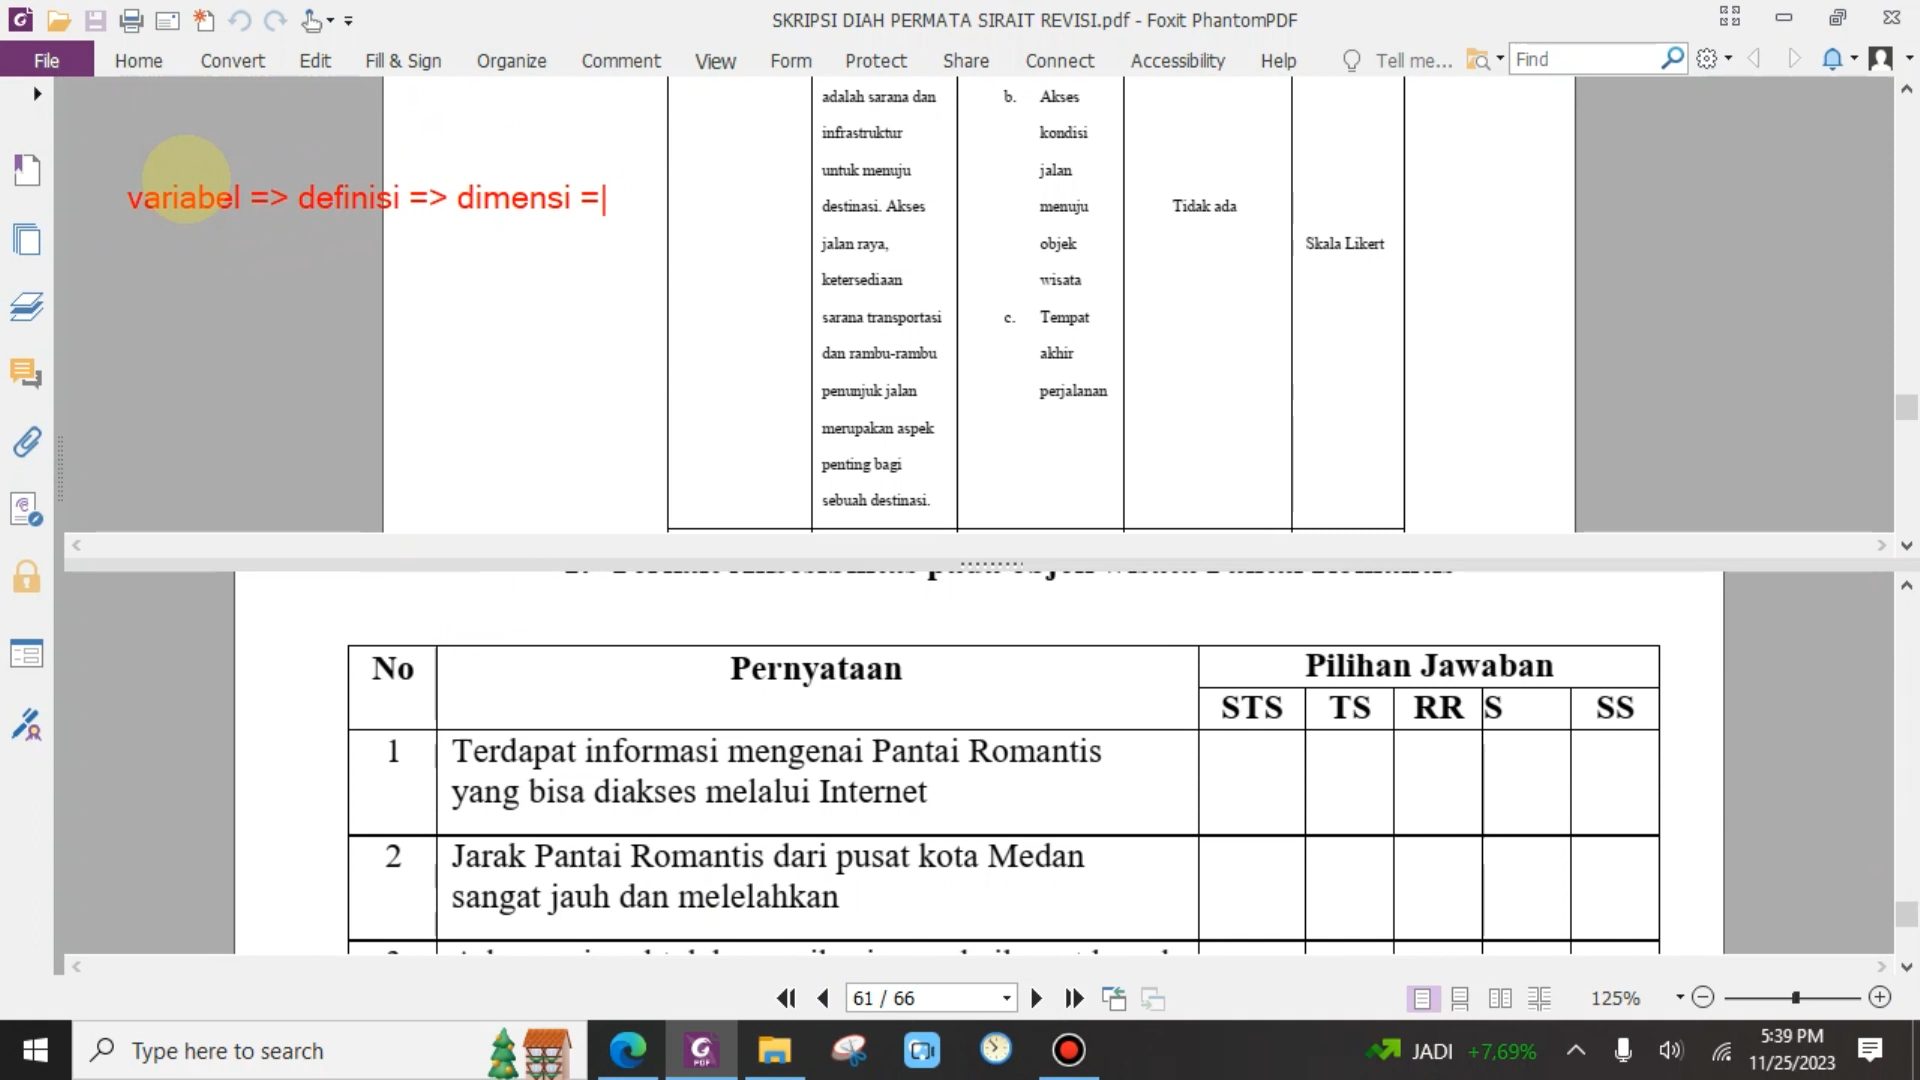 SKRIPSI DIAH PERMATA SIRAIT REVISI.pdf - Foxit PhantomPDF
File Home Convert Edit Fill & Sign Organize Comment View Form Protect Share Connect Accessibility Help Tell me... Find
variabel => definisi => dimensi =
adalah sarana dan
infrastruktur
untuk menuju
destinasi. Akses
jalan raya,
ketersediaan
sarana transportasi
dan rambu-rambu
penunjuk jalan
merupakan aspek
penting bagi
sebuah destinasi.
b. Akses
kondisi
jalan
menuju
objek
wisata
c. Tempat
akhir
perjalanan
Tidak ada
Skala Likert
No Pernyataan Pilihan Jawaban
STS TS RR S SS
1 Terdapat informasi mengenai Pantai Romantis
yang bisa diakses melalui Internet
2 Jarak Pantai Romantis dari pusat kota Medan
sangat jauh dan melelahkan
61 / 66
125%
Type here to search
JADI +7,69%
5:39 PM
11/25/2023